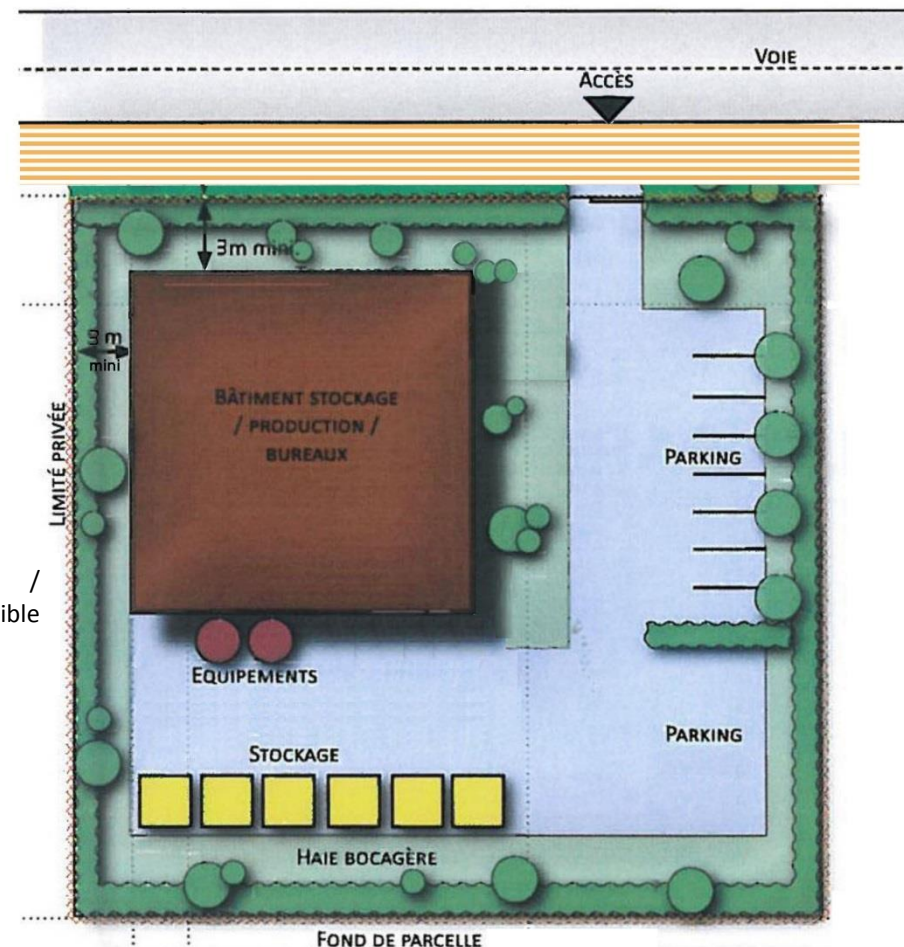 VOIE
ACCÈS
3m mini.
3 m
mini
BÂTIMENT STOCKAGE
/ PRODUCTION /
BUREAUX
LIMITÉ PRIVÉE
PARKING
/
ible
EQUIPEMENTS
PARKING
STOCKAGE
HAIE BOCAGÈRE
FOND DE PARCELLE